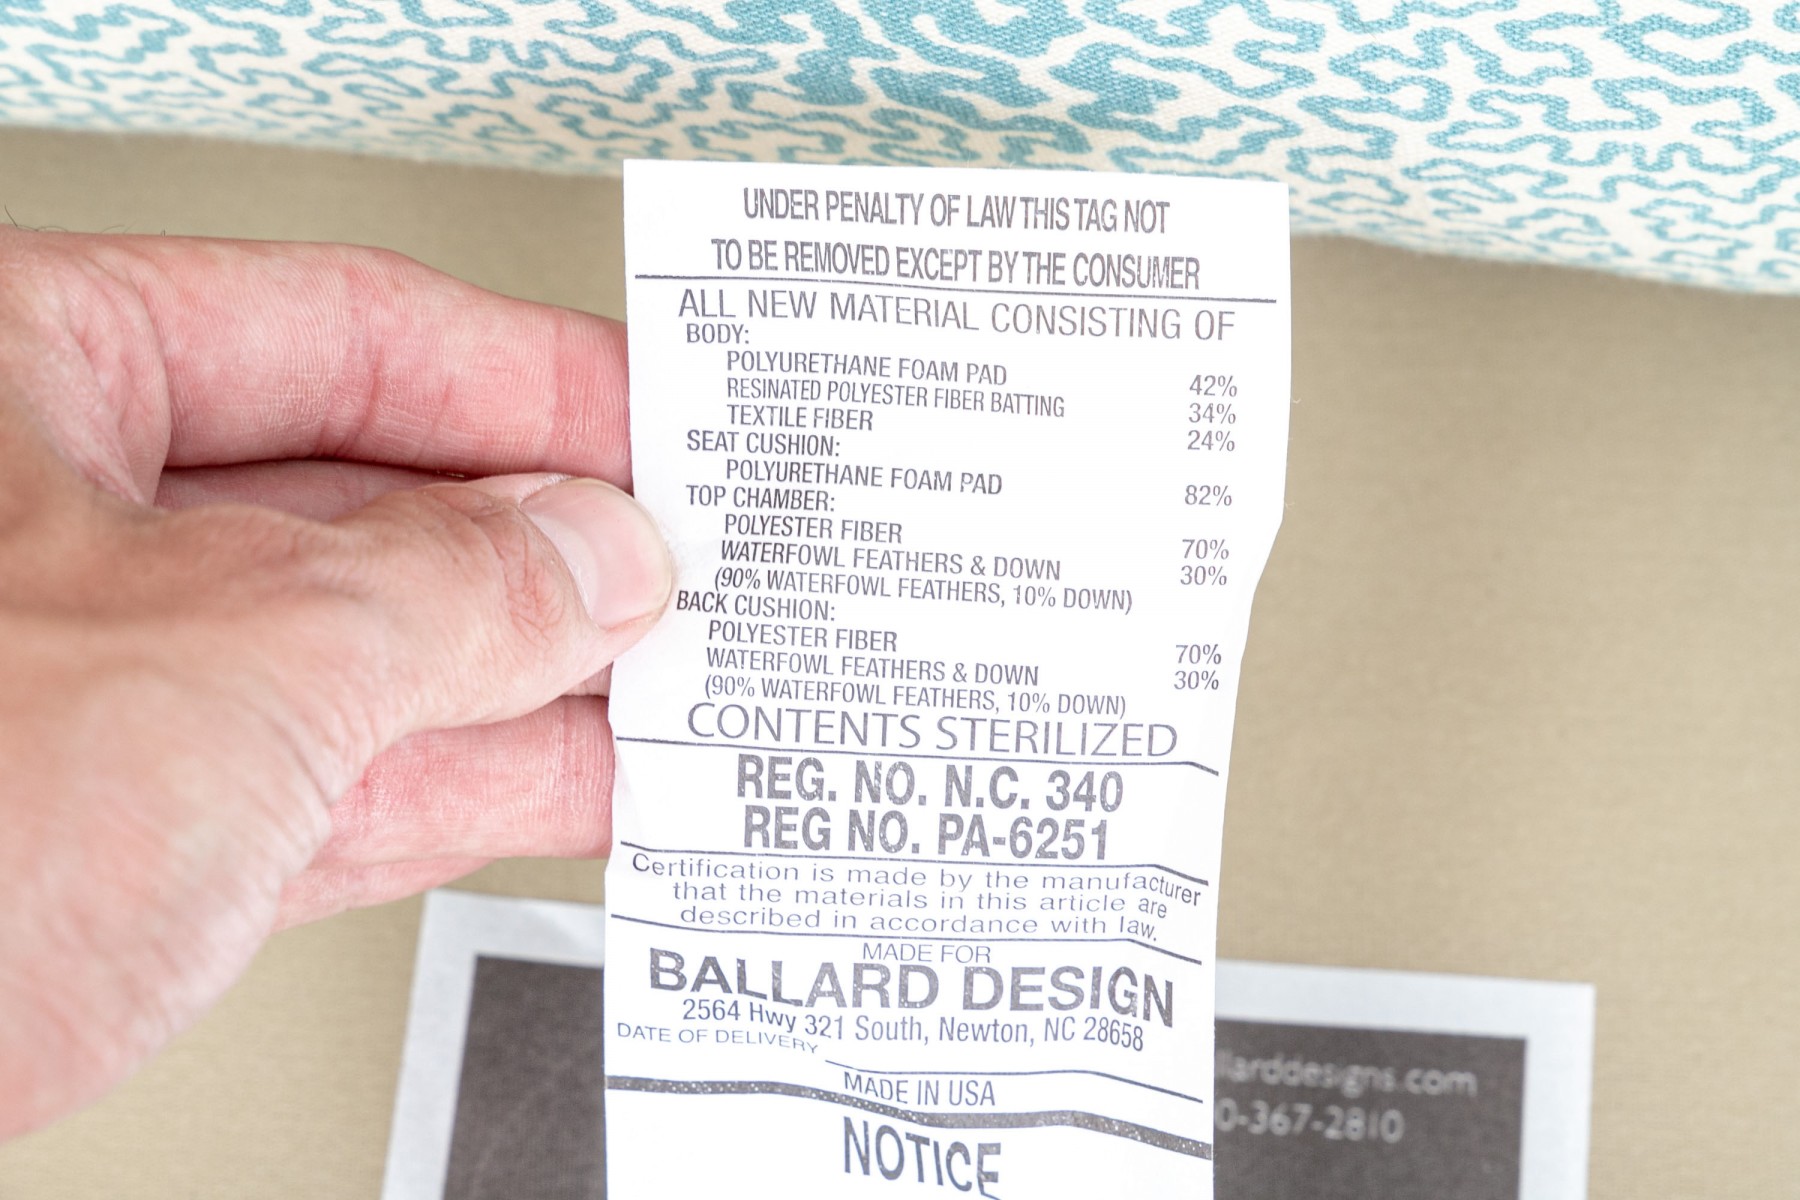 UNDER PENALTY OF LAW THIS TAG NOT
TO BE REMOVED EXCEPT BY THE CONSUMER
ALL NEW MATERIAL CONSISTING OF
BODY:
POLYURETHANE FOAM PAD 42%
RESINATED POLYESTER FIBER BATTING 34%
TEXTILE FIBER 24%
SEAT CUSHION:
POLYURETHANE FOAM PAD 82%
TOP CHAMBER:
POLYESTER FIBER 70%
WATERFOWL FEATHERS & DOWN 30%
(90% WATERFOWL FEATHERS, 10% DOWN)
BACK CUSHION:
POLYESTER FIBER 70%
WATERFOWL FEATHERS & DOWN 30%
(90% WATERFOWL FEATHERS, 10% DOWN)
CONTENTS STERILIZED
REG. NO. N.C. 340
REG NO. PA-6251
Certification is made by the manufacturer
that the materials in this article are
described in accordance with law.
MADE FOR
BALLARD DESIGN
2564 Hwy 321 South, Newton, NC 28658
DATE OF DELIVERY
MADE IN USA
NOTICE
llarddesigns.com
0-367-2810